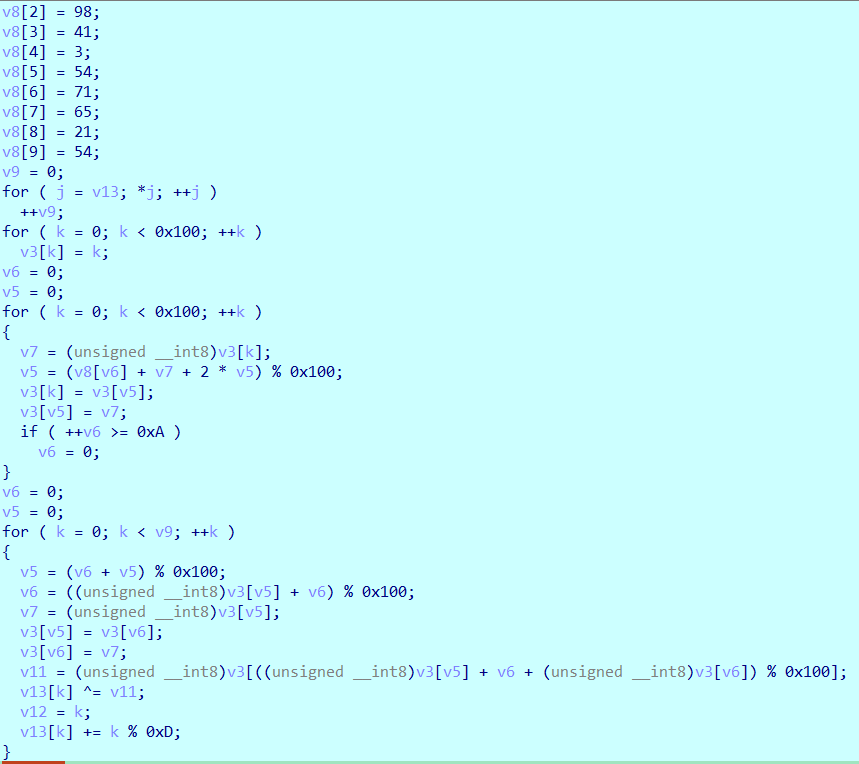 v8[2] = 98;
v8[3] = 41;
v8[4] = 3;
v8[5] = 54;
v8[6] = 71;
v8[7] = 65;
v8[8] = 21;
v8[9] = 54;
v9 = 0;
for ( j = v13; *j; ++j )
  ++v9;
for ( k = 0; k < 0x100; ++k )
  v3[k] = k;
v6 = 0;
v5 = 0;
for ( k = 0; k < 0x100; ++k )
{
  v7 = (unsigned __int8)v3[k];
  v5 = (v8[v6] + v7 + 2 * v5) % 0x100;
  v3[k] = v3[v5];
  v3[v5] = v7;
  if ( ++v6 >= 0xA )
    v6 = 0;
}
v6 = 0;
v5 = 0;
for ( k = 0; k < v9; ++k )
{
  v5 = (v6 + v5) % 0x100;
  v6 = ((unsigned __int8)v3[v5] + v6) % 0x100;
  v7 = (unsigned __int8)v3[v5];
  v3[v5] = v3[v6];
  v3[v6] = v7;
  v11 = (unsigned __int8)v3[((unsigned __int8)v3[v5] + v6 + (unsigned __int8)v3[v6]) % 0x100];
  v13[k] ^= v11;
  v12 = k;
  v13[k] += k % 0xD;
}